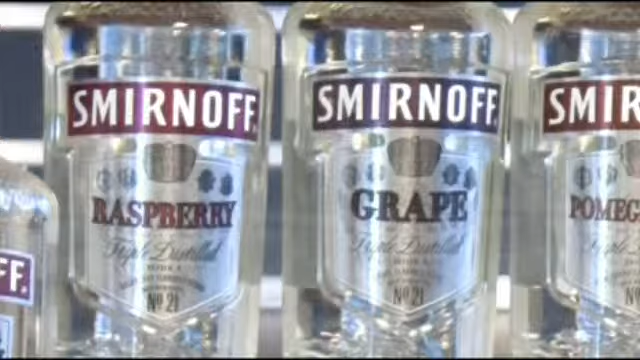 SMIRNOFF
RASPBERRY
Triple Distilled
No 21
SMIRNOFF
GRAPE
Triple Distilled
No 21
SMIR
POMEG
FF.